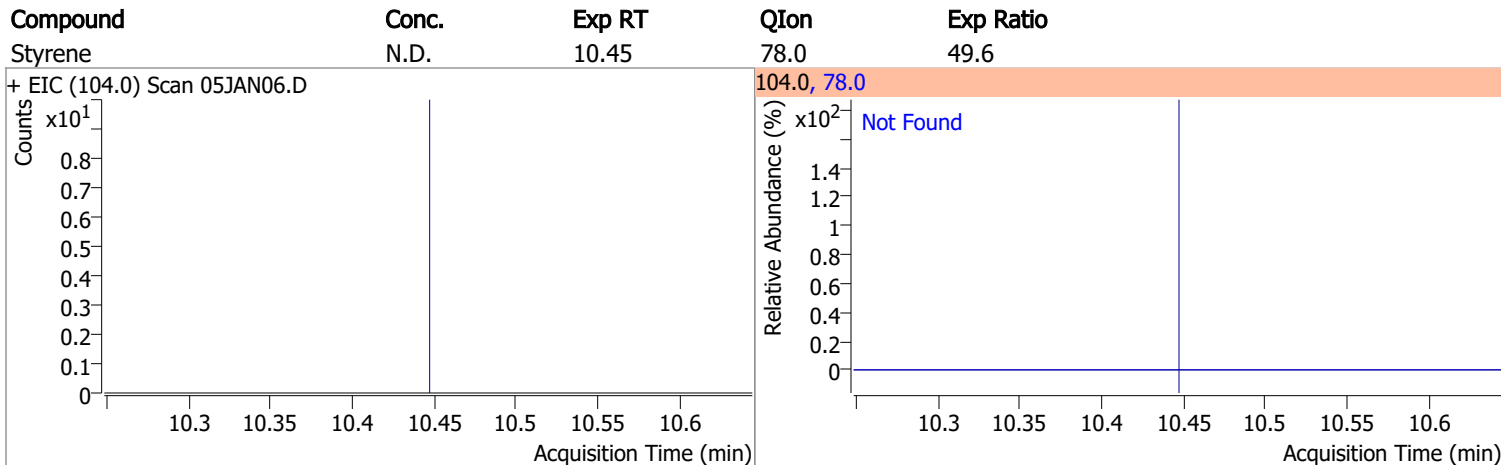 Compound Conc. Exp RT QIon Exp Ratio
Styrene N.D. 10.45 78.0 49.6
+ EIC (104.0) Scan 05JAN06.D
Counts
x10¹
0.8
0.7
0.6
0.5
0.4
0.3
0.2
0.1
0
10.3 10.35 10.4 10.45 10.5 10.55 10.6
Acquisition Time (min)
104.0, 78.0
Relative Abundance (%)
x10²
Not Found
1.4
1.2
1
0.8
0.6
0.4
0.2
0
10.3 10.35 10.4 10.45 10.5 10.55 10.6
Acquisition Time (min)